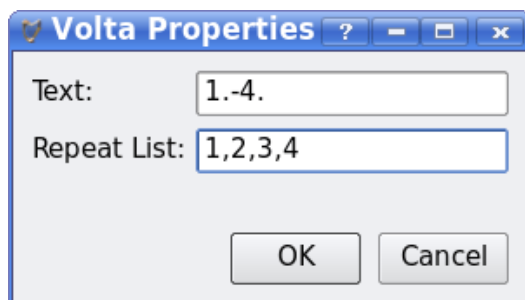 Volta Properties ?
Text: 1.-4.
Repeat List: 1,2,3,4
OK Cancel